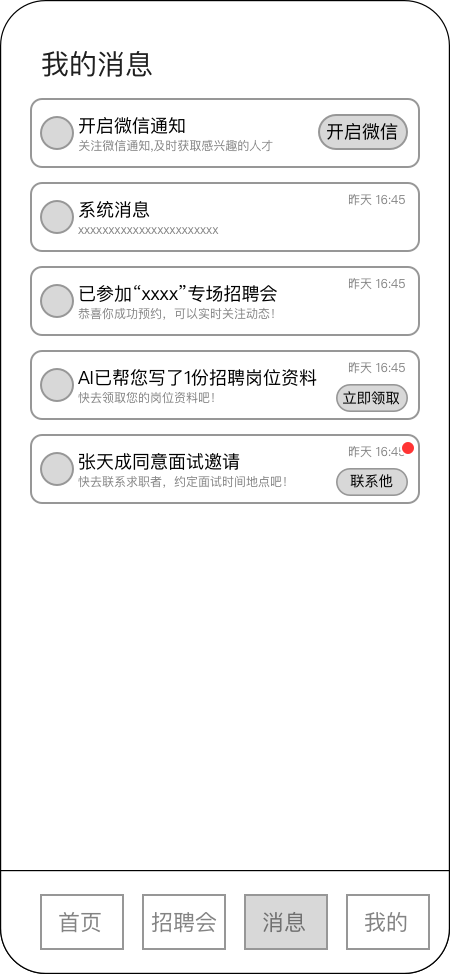 我的消息
开启微信通知
关注微信通知,及时获取感兴趣的人才
开启微信
系统消息
xxxxxxxxxxxxxxxxxxxxxxx
昨天 16:45
已参加“xxxx”专场招聘会
恭喜你成功预约，可以实时关注动态！
昨天 16:45
AI已帮您写了1份招聘岗位资料
快去领取您的岗位资料吧！
昨天 16:45
立即领取
张天成同意面试邀请
快去联系求职者，约定面试时间地点吧！
昨天 16:45
联系他
首页 招聘会 消息 我的